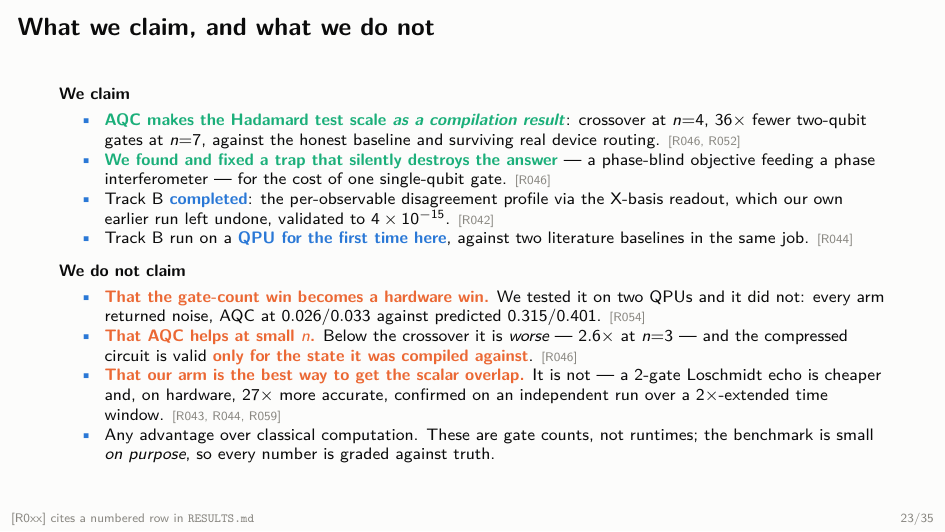 What we claim, and what we do not
We claim
▪ AQC makes the Hadamard test scale as a compilation result: crossover at n=4, 36× fewer two-qubit
gates at n=7, against the honest baseline and surviving real device routing. [R046, R052]
▪ We found and fixed a trap that silently destroys the answer — a phase-blind objective feeding a phase
interferometer — for the cost of one single-qubit gate. [R046]
▪ Track B completed: the per-observable disagreement profile via the X-basis readout, which our own
earlier run left undone, validated to 4 × 10⁻¹⁵. [R042]
▪ Track B run on a QPU for the first time here, against two literature baselines in the same job. [R044]
We do not claim
▪ That the gate-count win becomes a hardware win. We tested it on two QPUs and it did not: every arm
returned noise, AQC at 0.026/0.033 against predicted 0.315/0.401. [R054]
▪ That AQC helps at small n. Below the crossover it is worse — 2.6× at n=3 — and the compressed
circuit is valid only for the state it was compiled against. [R046]
▪ That our arm is the best way to get the scalar overlap. It is not — a 2-gate Loschmidt echo is cheaper
and, on hardware, 27× more accurate, confirmed on an independent run over a 2×-extended time
window. [R043, R044, R059]
▪ Any advantage over classical computation. These are gate counts, not runtimes; the benchmark is small
on purpose, so every number is graded against truth.
[R0xx] cites a numbered row in RESULTS.md
23/35